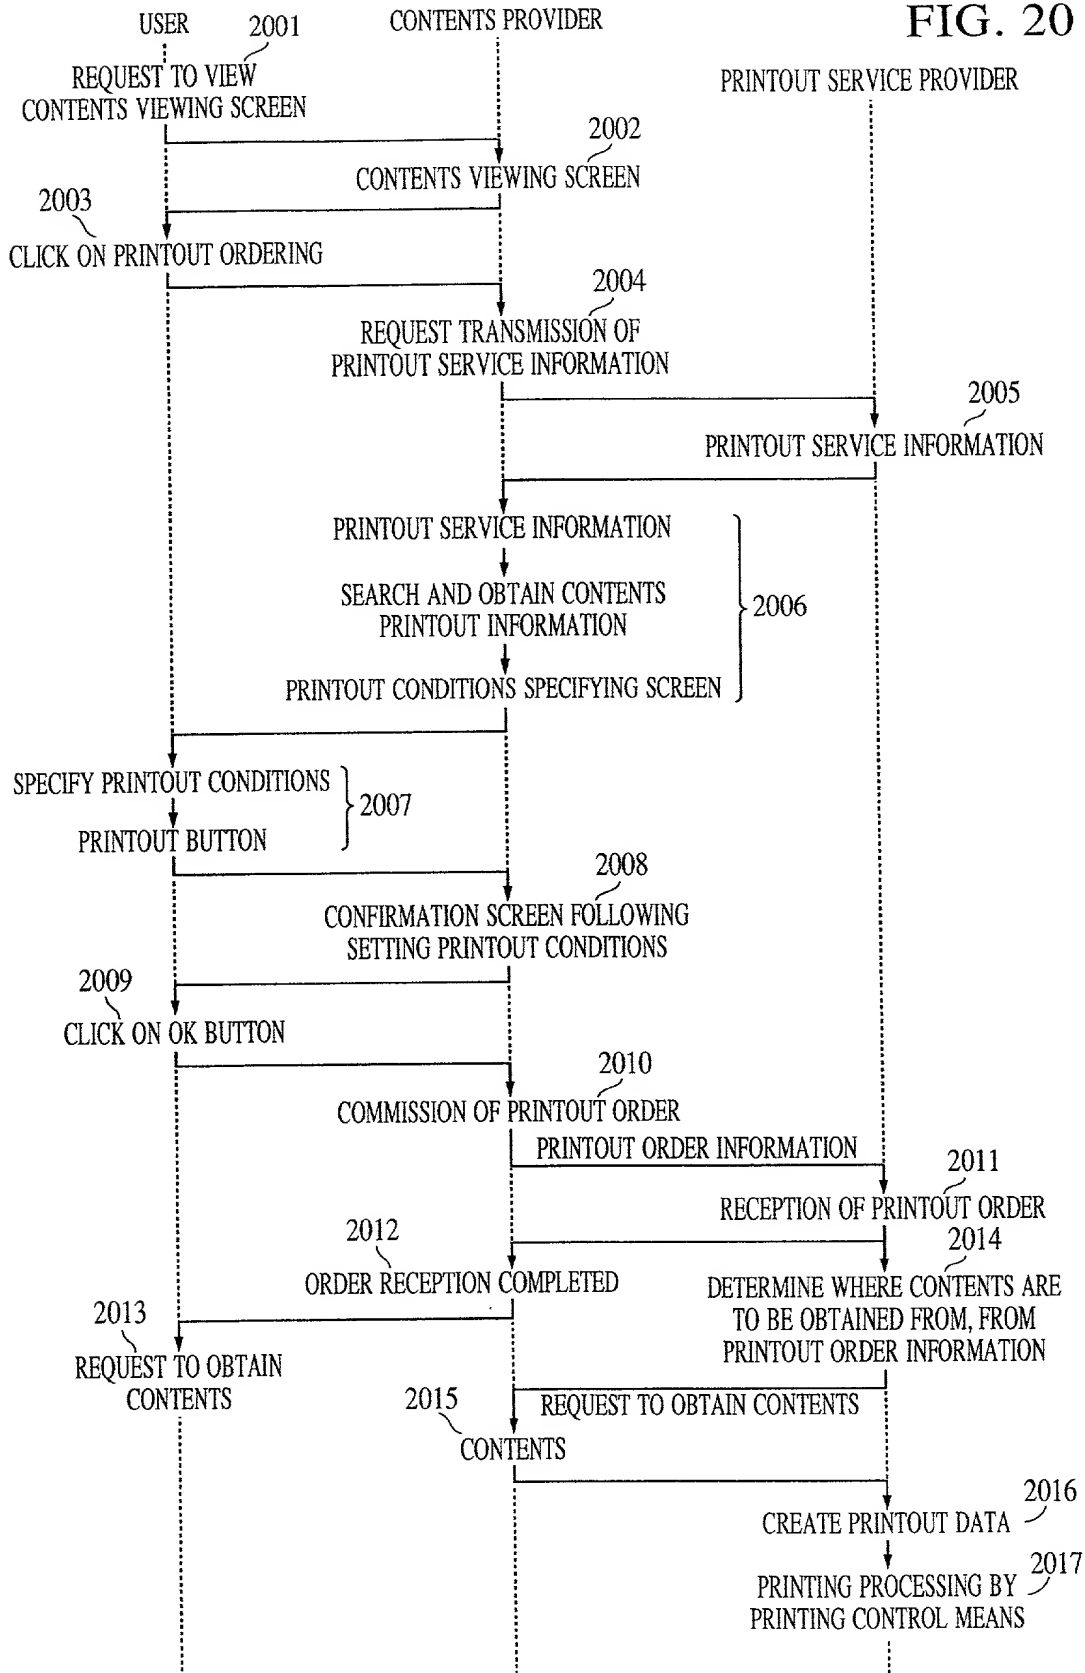 FIG. 20
USER
CONTENTS PROVIDER
PRINTOUT SERVICE PROVIDER
2001
REQUEST TO VIEW
CONTENTS VIEWING SCREEN
2002
CONTENTS VIEWING SCREEN
2003
CLICK ON PRINTOUT ORDERING
2004
REQUEST TRANSMISSION OF
PRINTOUT SERVICE INFORMATION
2005
PRINTOUT SERVICE INFORMATION
PRINTOUT SERVICE INFORMATION
SEARCH AND OBTAIN CONTENTS
PRINTOUT INFORMATION
2006
PRINTOUT CONDITIONS SPECIFYING SCREEN
SPECIFY PRINTOUT CONDITIONS
2007
PRINTOUT BUTTON
2008
CONFIRMATION SCREEN FOLLOWING
SETTING PRINTOUT CONDITIONS
2009
CLICK ON OK BUTTON
2010
COMMISSION OF PRINTOUT ORDER
PRINTOUT ORDER INFORMATION
2011
RECEPTION OF PRINTOUT ORDER
2012
ORDER RECEPTION COMPLETED
2014
DETERMINE WHERE CONTENTS ARE
TO BE OBTAINED FROM, FROM
PRINTOUT ORDER INFORMATION
2013
REQUEST TO OBTAIN
CONTENTS
REQUEST TO OBTAIN CONTENTS
2015
CONTENTS
2016
CREATE PRINTOUT DATA
2017
PRINTING PROCESSING BY
PRINTING CONTROL MEANS